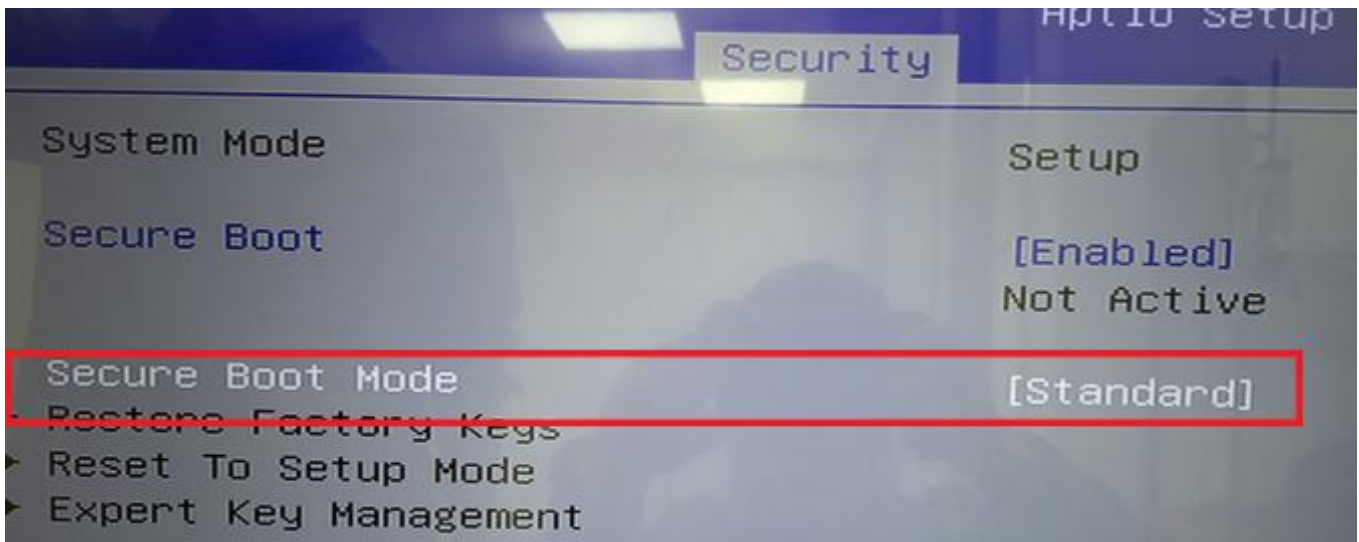 Aptio Setup
Security
System Mode Setup
Secure Boot [Enabled]
Not Active
Secure Boot Mode [Standard]
Restore Factory Keys
Reset To Setup Mode
Expert Key Management